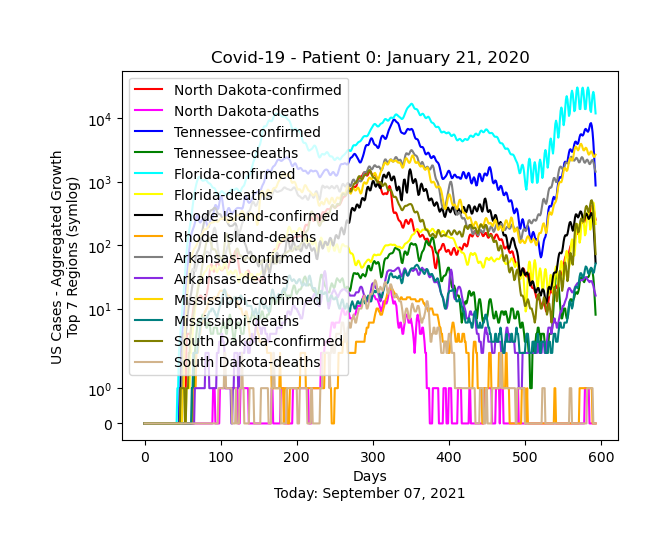 Covid-19 - Patient 0: January 21, 2020
US Cases - Aggregated Growth
Top 7 Regions (symlog)
10^4
10^3
10^2
10^1
10^0
0
North Dakota-confirmed
North Dakota-deaths
Tennessee-confirmed
Tennessee-deaths
Florida-confirmed
Florida-deaths
Rhode Island-confirmed
Rhode Island-deaths
Arkansas-confirmed
Arkansas-deaths
Mississippi-confirmed
Mississippi-deaths
South Dakota-confirmed
South Dakota-deaths
0 100 200 300 400 500 600
Days
Today: September 07, 2021